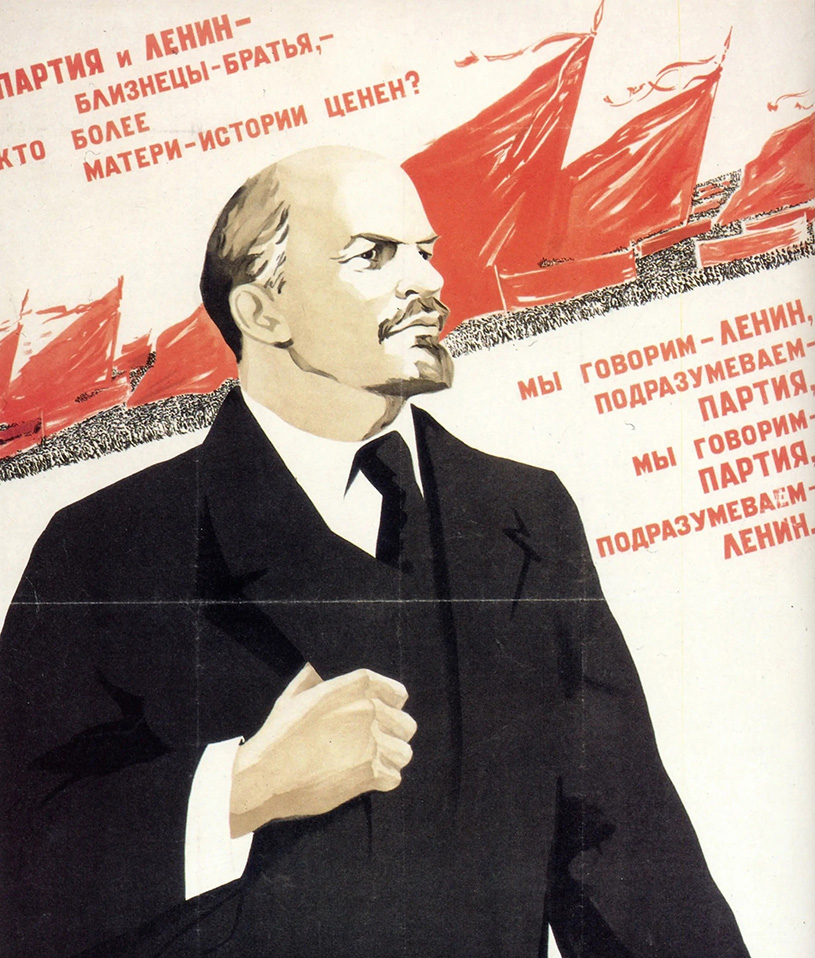 ПАРТИЯ и ЛЕНИН–
БЛИЗНЕЦЫ-БРАТЬЯ,–
КТО БОЛЕЕ
МАТЕРИ-ИСТОРИИ ЦЕНЕН?
МЫ ГОВОРИМ–ЛЕНИН,
ПОДРАЗУМЕВАЕМ–
ПАРТИЯ,
МЫ ГОВОРИМ–
ПАРТИЯ,
ПОДРАЗУМЕВАЕМ–
ЛЕНИН.